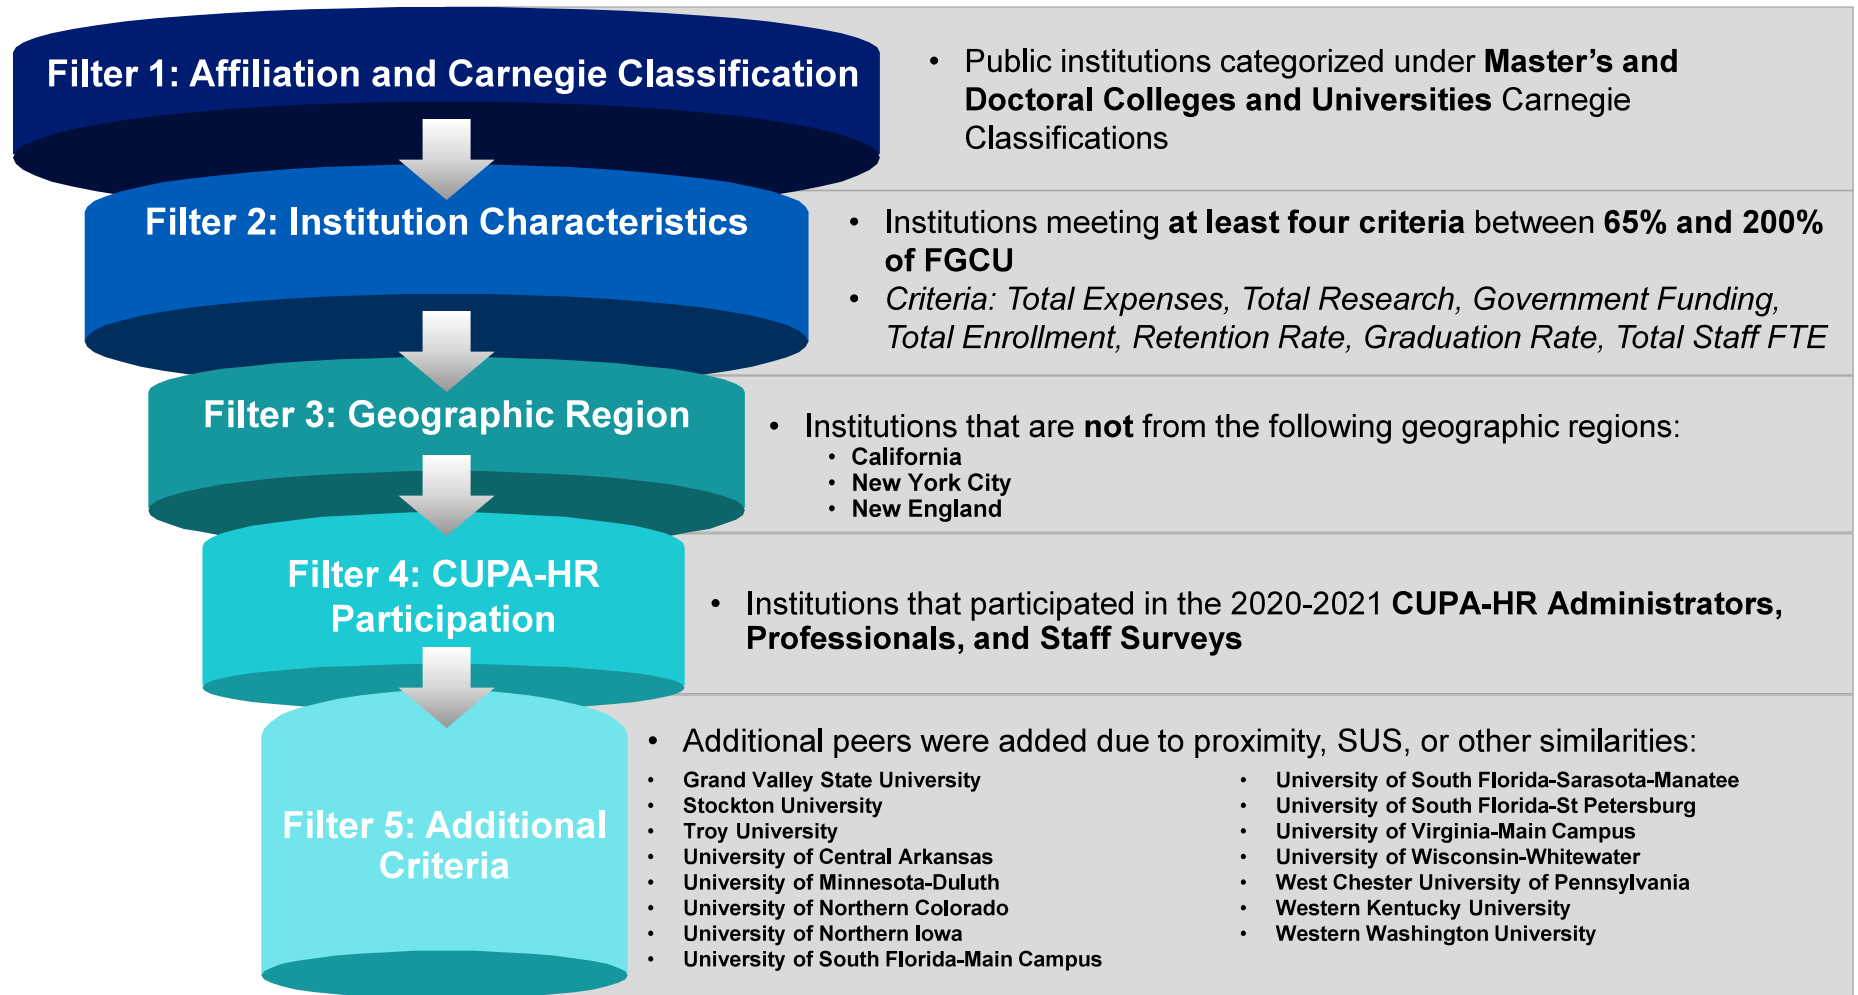 Filter 1: Affiliation and Carnegie Classification
• Public institutions categorized under Master's and
Doctoral Colleges and Universities Carnegie
Classifications
Filter 2: Institution Characteristics
• Institutions meeting at least four criteria between 65% and 200%
of FGCU
• Criteria: Total Expenses, Total Research, Government Funding,
Total Enrollment, Retention Rate, Graduation Rate, Total Staff FTE
Filter 3: Geographic Region
• Institutions that are not from the following geographic regions:
• California
• New York City
• New England
Filter 4: CUPA-HR
Participation
• Institutions that participated in the 2020-2021 CUPA-HR Administrators,
Professionals, and Staff Surveys
Filter 5: Additional
Criteria
• Additional peers were added due to proximity, SUS, or other similarities:
• Grand Valley State University
• Stockton University
• Troy University
• University of Central Arkansas
• University of Minnesota-Duluth
• University of Northern Colorado
• University of Northern Iowa
• University of South Florida-Main Campus
• University of South Florida-Sarasota-Manatee
• University of South Florida-St Petersburg
• University of Virginia-Main Campus
• University of Wisconsin-Whitewater
• West Chester University of Pennsylvania
• Western Kentucky University
• Western Washington University